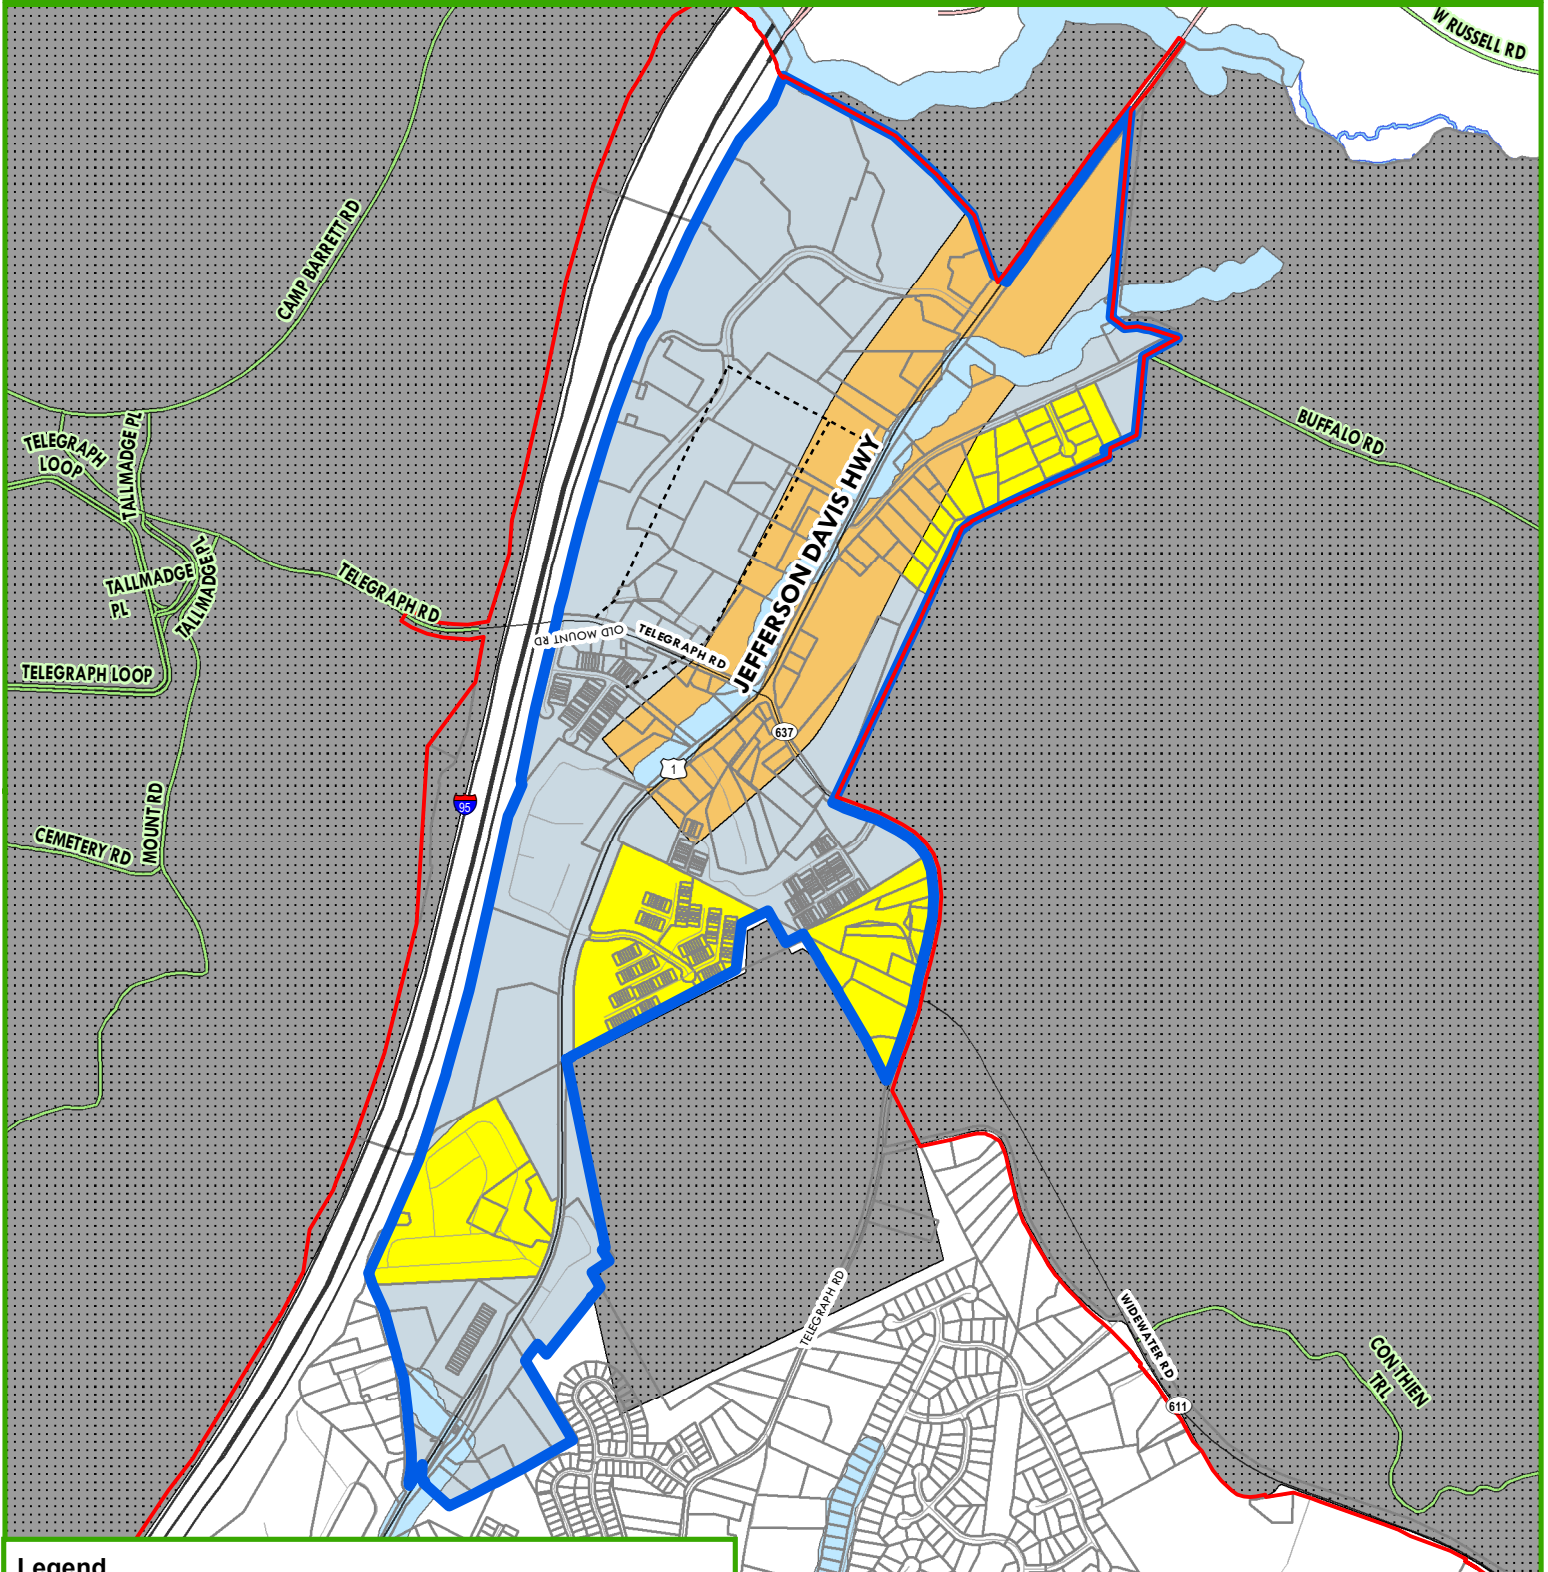 W RUSSELL RD
CAMP BARRETT RD
TALLMADGE PL
TELEGRAPH
LOOP
BUFFALO RD
JEFFERSON DAVIS HWY
TALLMADGE PL
TALLMADGE
PL
TELEGRAPH RD
OLD MOUNT RD
TELEGRAPH RD
TELEGRAPH LOOP
637
1
95
MOUNT RD
CEMETERY RD
TELEGRAPH RD
WIDEWATER RD
CON THIEN
TRL
611
Legend